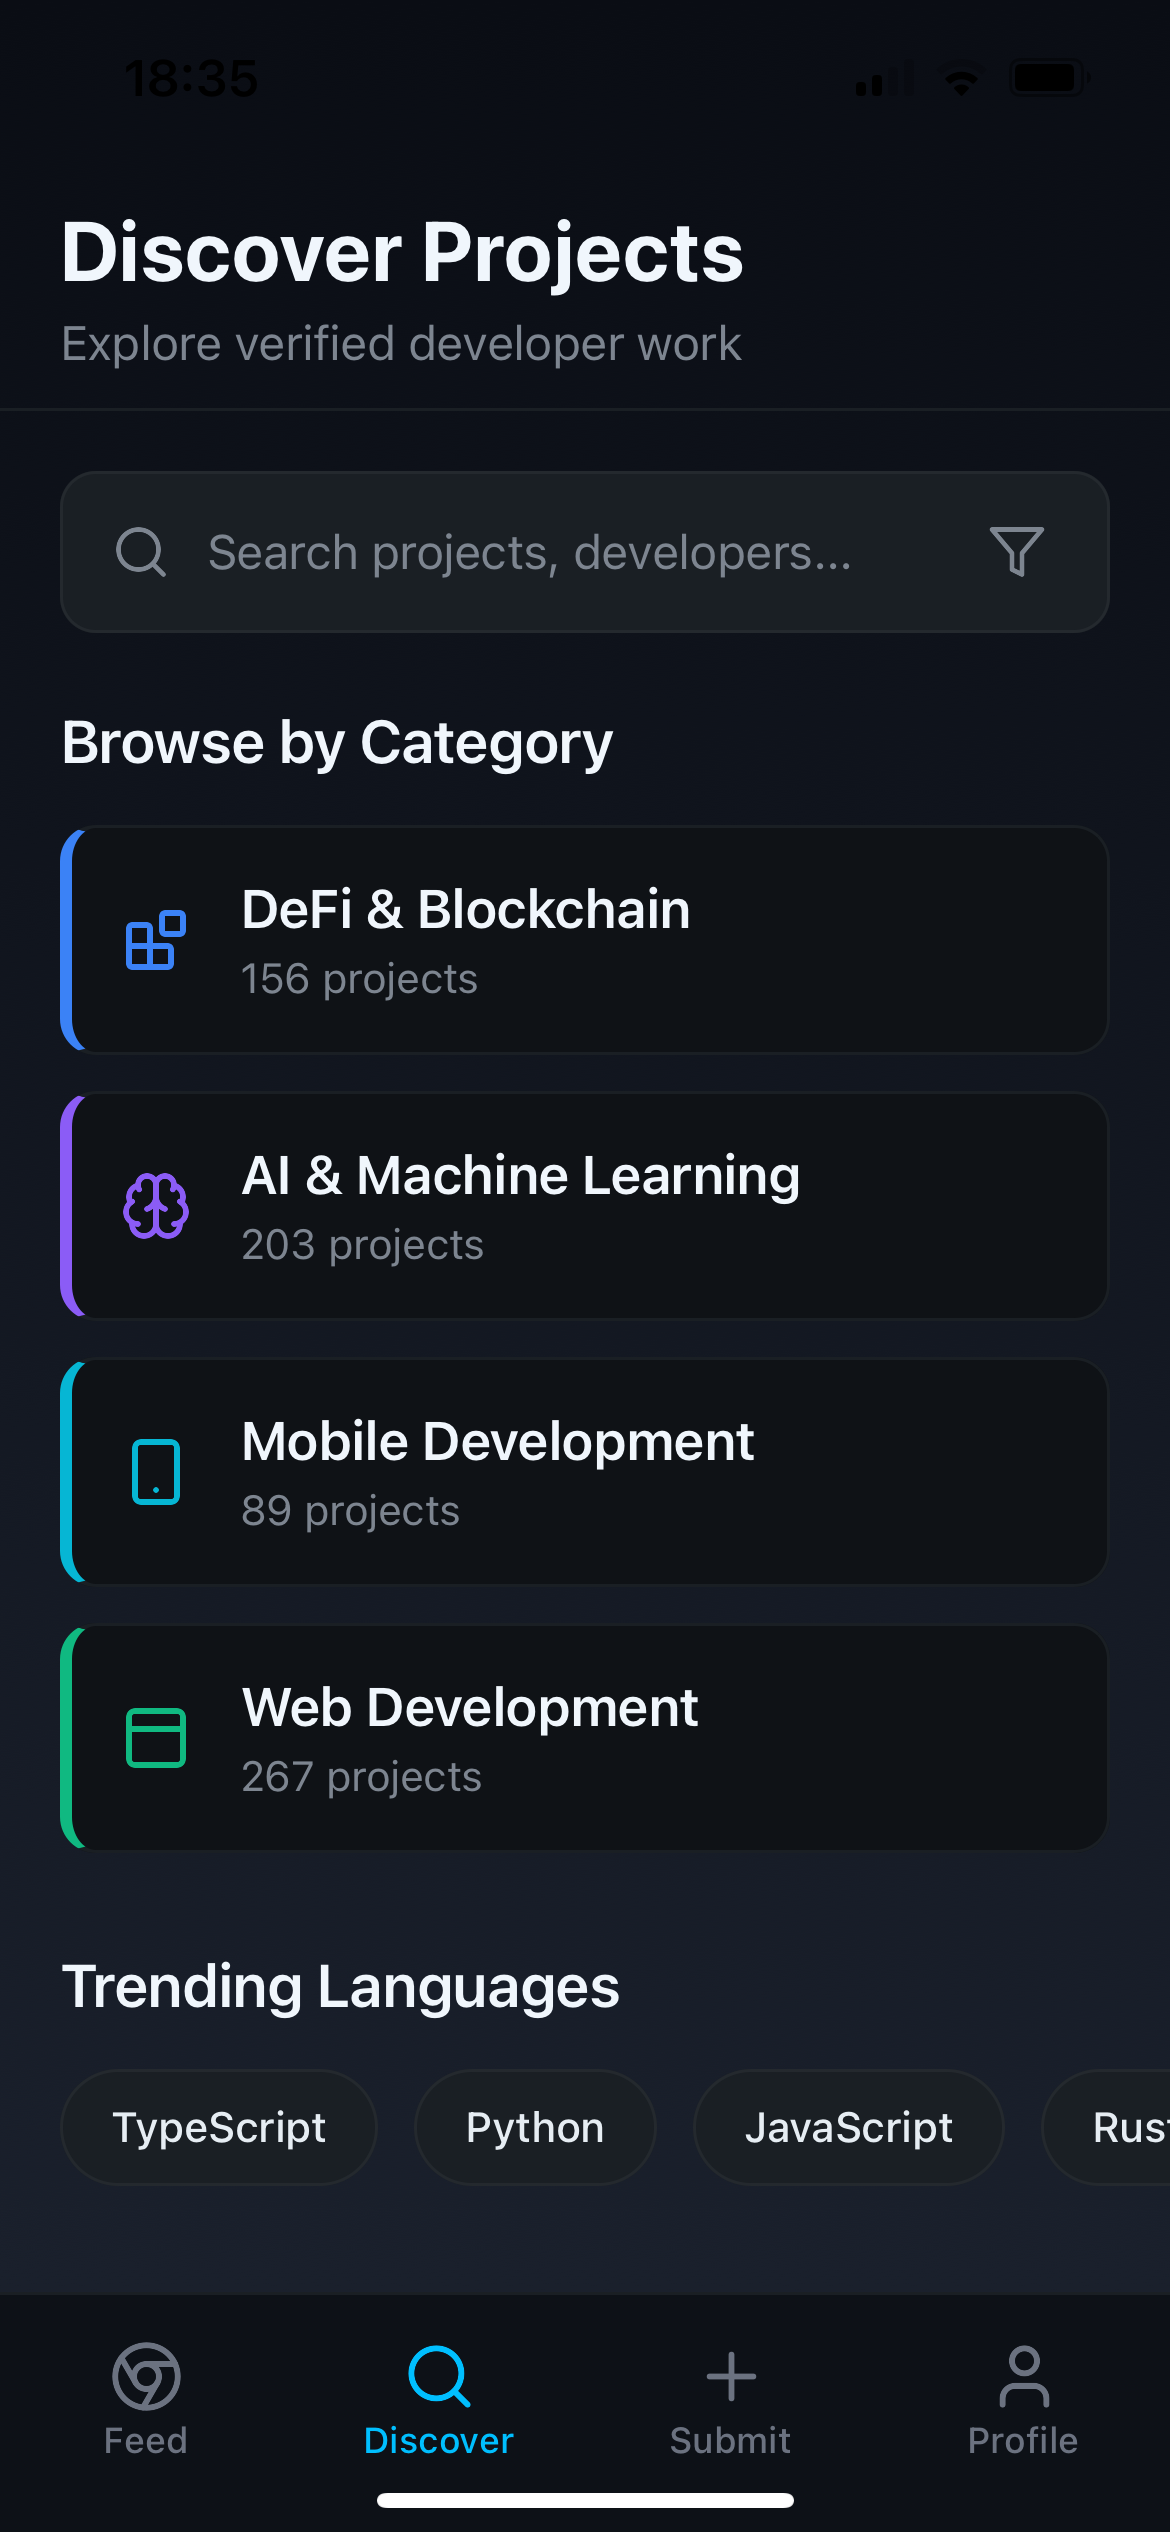 18:35
Discover Projects
Explore verified developer work
Search projects, developers...
Browse by Category
DeFi & Blockchain
156 projects
AI & Machine Learning
203 projects
Mobile Development
89 projects
Web Development
267 projects
Trending Languages
TypeScript Python JavaScript
Feed Discover Submit Profile